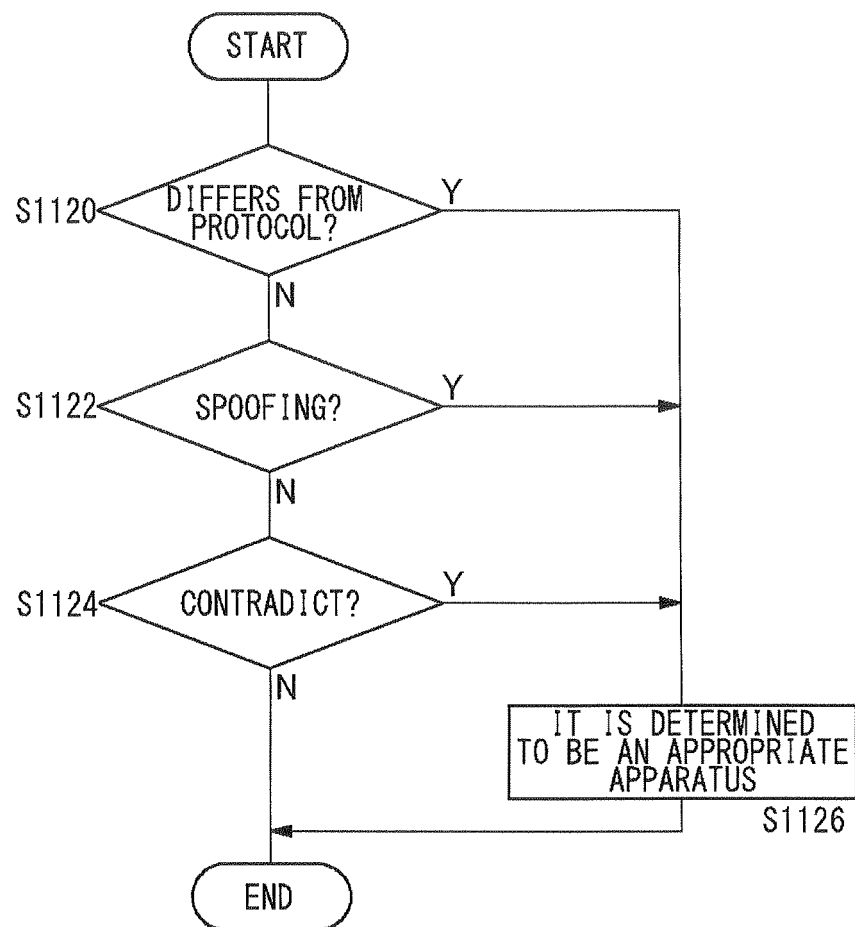 START
S1120
DIFFERS FROM
PROTOCOL?
Y
N
S1122
SPOOFING?
Y
N
S1124
CONTRADICT?
Y
N
IT IS DETERMINED
TO BE AN APPROPRIATE
APPARATUS
S1126
END